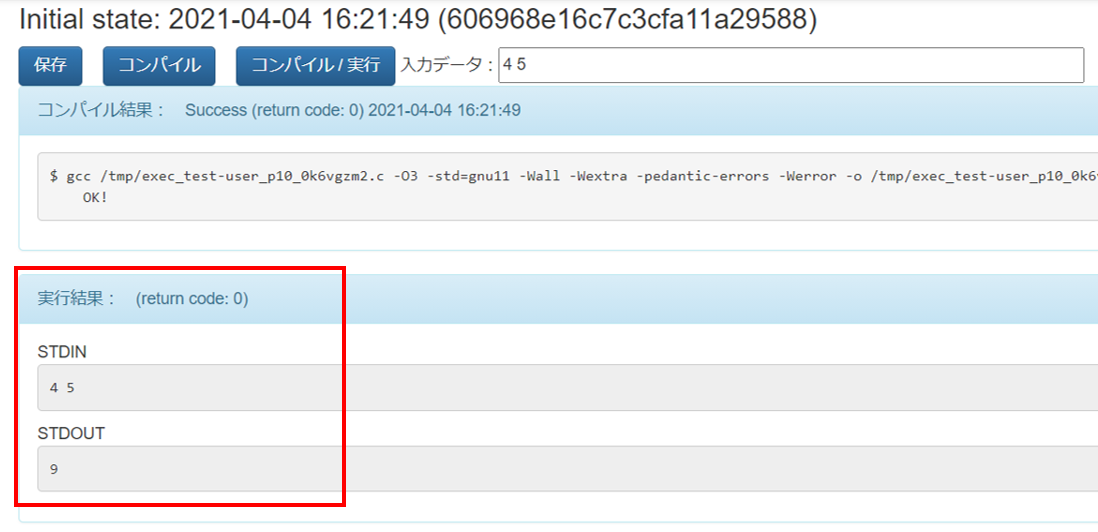 Initial state: 2021-04-04 16:21:49 (606968e16c7c3cfa11a29588)
保存 コンパイル コンパイル / 実行 入力データ : 4 5
コンパイル結果： Success (return code: 0) 2021-04-04 16:21:49
$ gcc /tmp/exec_test-user_p10_0k6vgzm2.c -O3 -std=gnu11 -Wall -Wextra -pedantic-errors -Werror -o /tmp/exec_test-user_p10_0k6
OK!
実行結果： (return code: 0)
STDIN
4 5
STDOUT
9